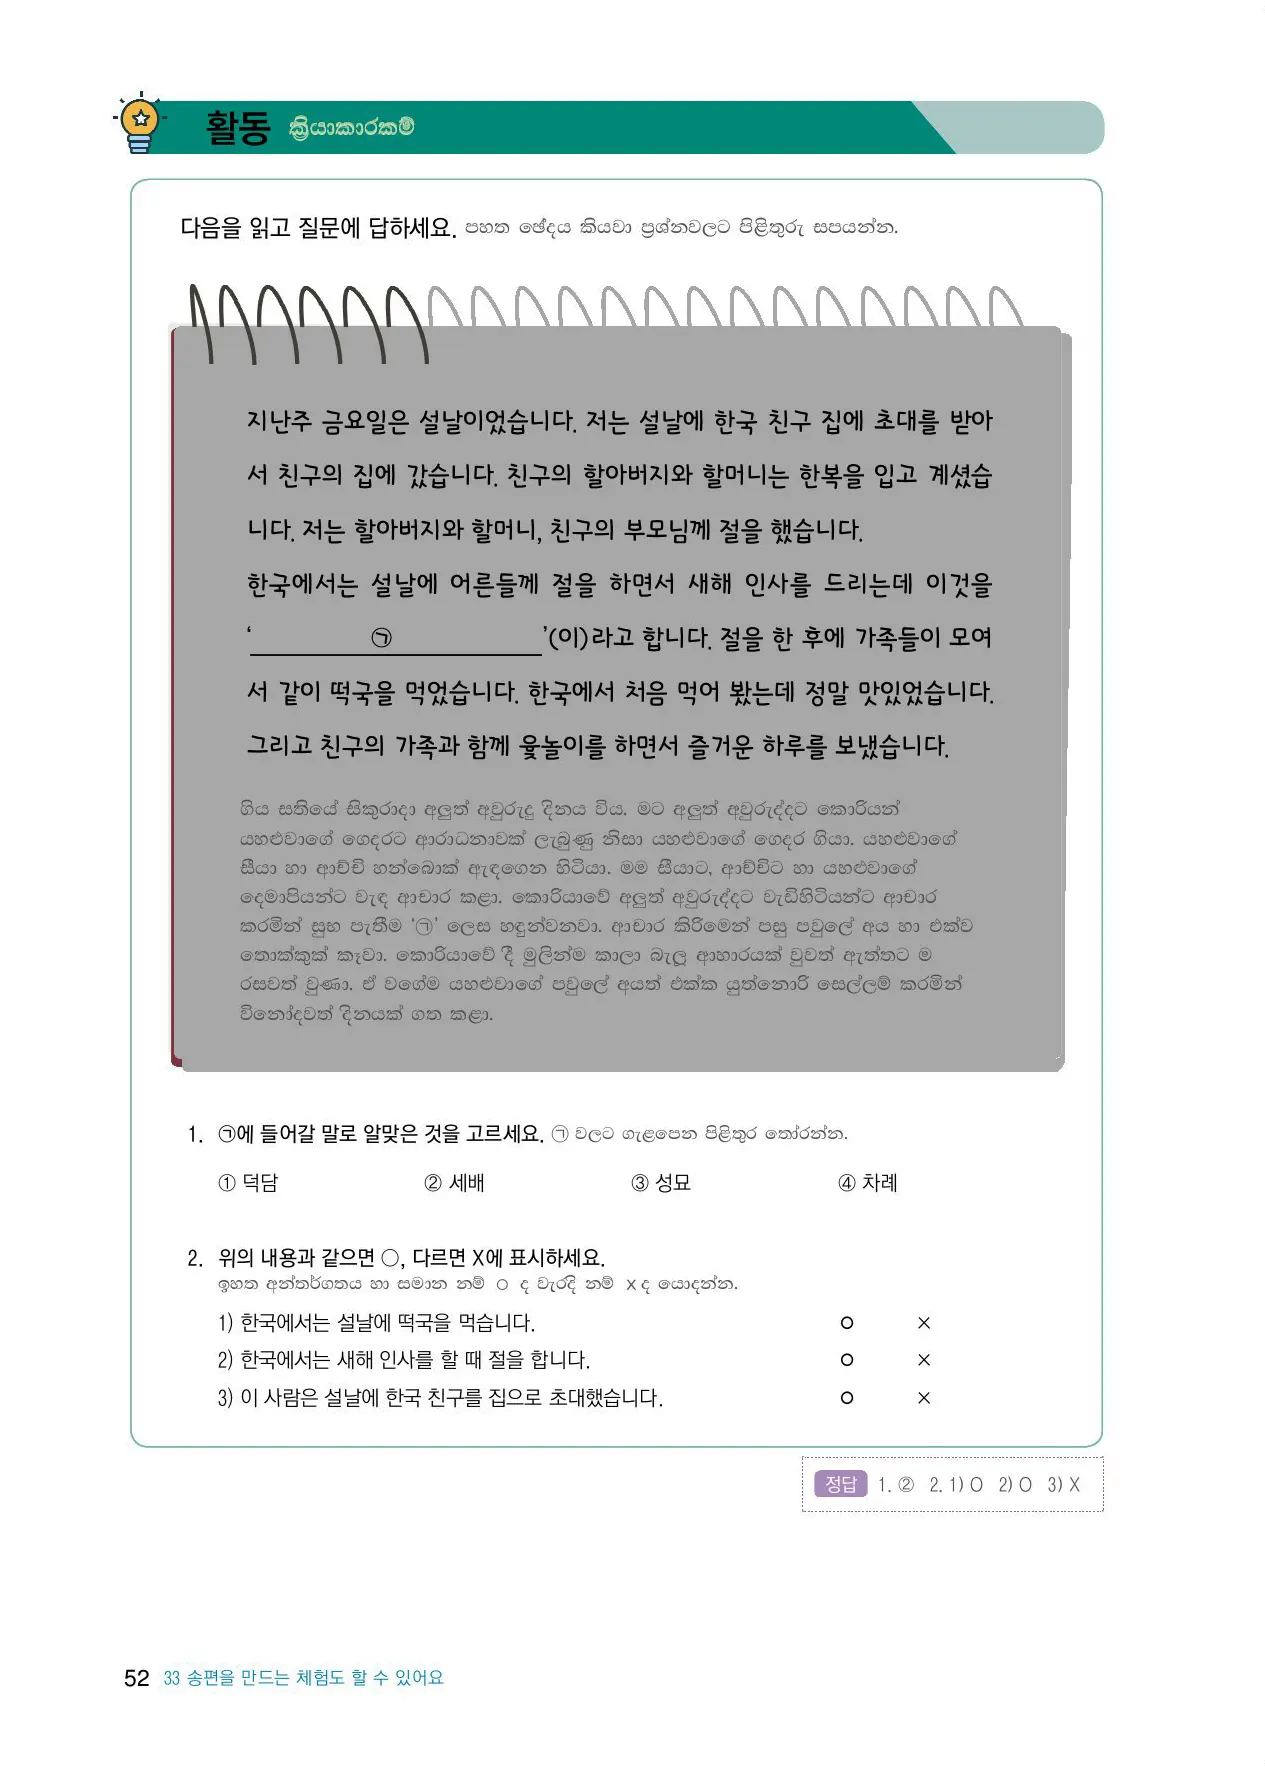 활동 ක්‍රියාකාරකම්
다음을 읽고 질문에 답하세요. පහත ඡේදය කියවා ප්‍රශ්නවලට පිළිතුරු සපයන්න.
지난주 금요일은 설날이었습니다. 저는 설날에 한국 친구 집에 초대를 받아
서 친구의 집에 갔습니다. 친구의 할아버지와 할머니는 한복을 입고 계셨습
니다. 저는 할아버지와 할머니, 친구의 부모님께 절을 했습니다.
한국에서는 설날에 어른들께 절을 하면서 새해 인사를 드리는데 이것을
‘ ㉠ ’(이)라고 합니다. 절을 한 후에 가족들이 모여
서 같이 떡국을 먹었습니다. 한국에서 처음 먹어 봤는데 정말 맛있었습니다.
그리고 친구의 가족과 함께 윷놀이를 하면서 즐거운 하루를 보냈습니다.
ගිය සතියේ සිකුරාදා අලුත් අවුරුදු දිනය විය. මට අලුත් අවුරුද්දට කොරියන්
යහළුවාගේ ගෙදරට ආරාධනාවක් ලැබුණු නිසා යහළුවාගේ ගෙදර ගියා. යහළුවාගේ
සීයා හා ආච්චි හන්බොක් ඇඳගෙන හිටියා. මම සීයාට, ආච්චිට හා යහළුවාගේ
දෙමාපියන්ට වැඳ ආචාර කළා. කොරියාවේ අලුත් අවුරුද්දට වැඩිහිටියන්ට ආචාර
කරමින් සුභ පැතීම ‘㉠’ ලෙස හඳුන්වනවා. ආචාර කිරීමෙන් පසු පවුලේ අය හා එක්ව
තොක්කුක් කෑවා. කොරියාවේ දී මුලින්ම කාලා බැලූ ආහාරයක් වුවත් ඇත්තට ම
රසවත් වුණා. ඒ වගේම යහළුවාගේ පවුලේ අයත් එක්ක යුත්නොරි සෙල්ලම් කරමින්
විනෝදවත් දිනයක් ගත කළා.
1. ㉠에 들어갈 말로 알맞은 것을 고르세요. ㉠ වලට ගැළපෙන පිළිතුර තෝරන්න.
① 덕담 ② 세배 ③ 성묘 ④ 차례
2. 위의 내용과 같으면 ○, 다르면 X에 표시하세요.
ඉහත අන්තර්ගතය හා සමාන නම් ○ ද වැරදි නම් x ද යොදන්න.
1) 한국에서는 설날에 떡국을 먹습니다. ○ ×
2) 한국에서는 새해 인사를 할 때 절을 합니다. ○ ×
3) 이 사람은 설날에 한국 친구를 집으로 초대했습니다. ○ ×
정답 1. ② 2. 1) O 2) O 3) X
52 33 송편을 만드는 체험도 할 수 있어요